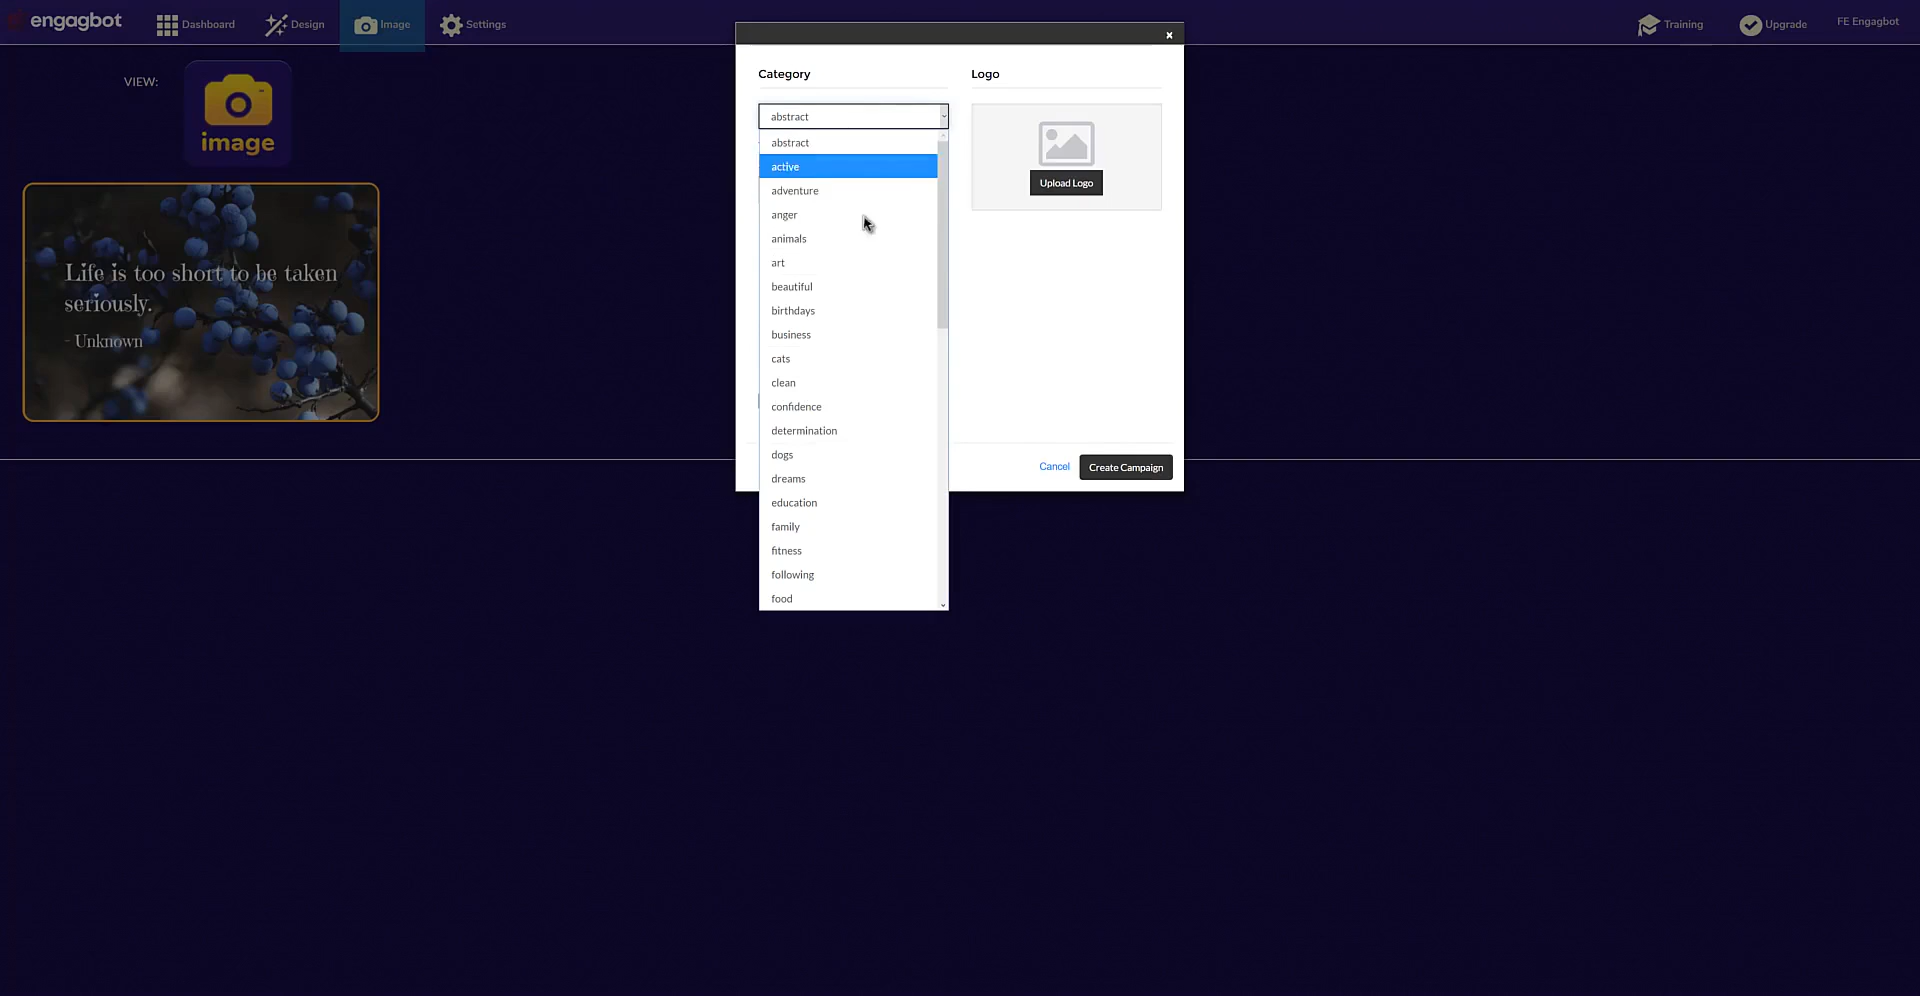 engagbot
Dashboard
Design
Image
Settings
Training
Upgrade
FE Engagbot
VIEW:
image
Life is too short to be taken
seriously.
- Unknown
x
Category
abstract
abstract
active
adventure
anger
animals
art
beautiful
birthdays
business
cats
clean
confidence
determination
dogs
dreams
education
family
fitness
following
food
Logo
Upload Logo
Cancel
Create Campaign